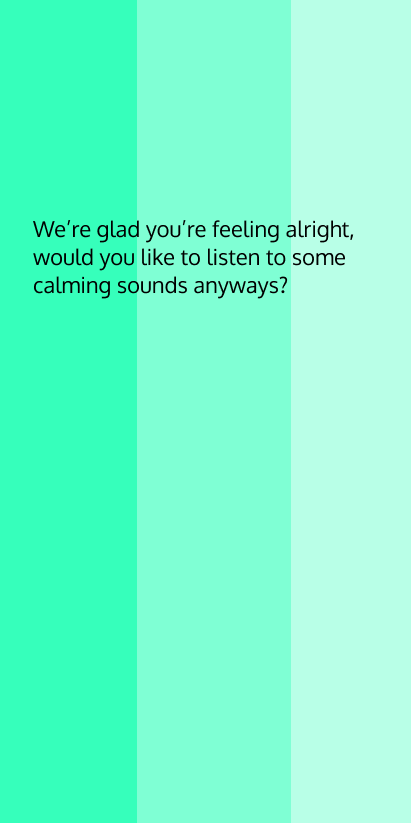 We’re glad you’re feeling alright,
would you like to listen to some
calming sounds anyways?